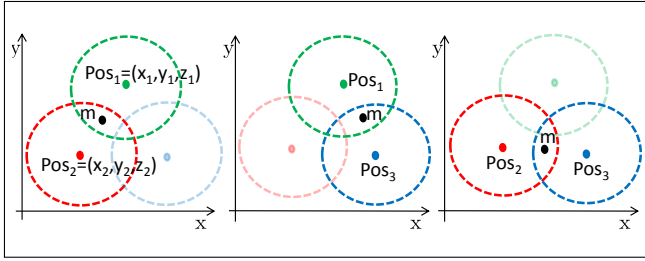 y
Pos₁=(x₁,y₁,z₁)
m
Pos₂=(x₂,y₂,z₂)
x
y
Pos₁
m
Pos₃
x
y
m
Pos₂
Pos₃
x